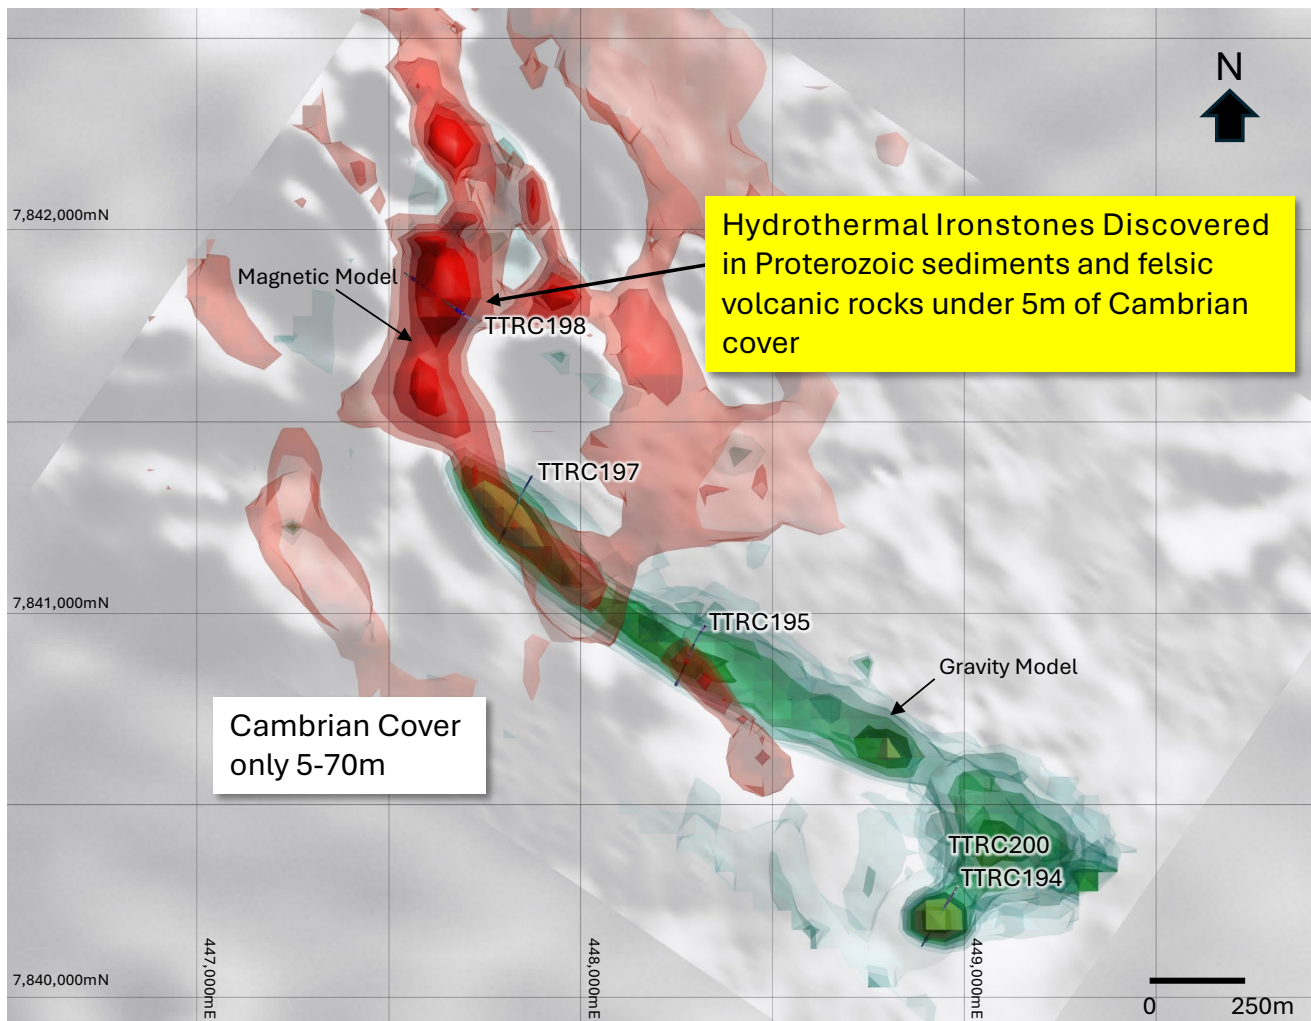 N
7,842,000mN
Hydrothermal Ironstones Discovered
in Proterozoic sediments and felsic
volcanic rocks under 5m of Cambrian
cover
Magnetic Model
TTRC198
TTRC197
7,841,000mN
TTRC195
Gravity Model
Cambrian Cover
only 5-70m
TTRC200
TTRC194
7,840,000mN
447,000mE
448,000mE
449,000mE
0 250m